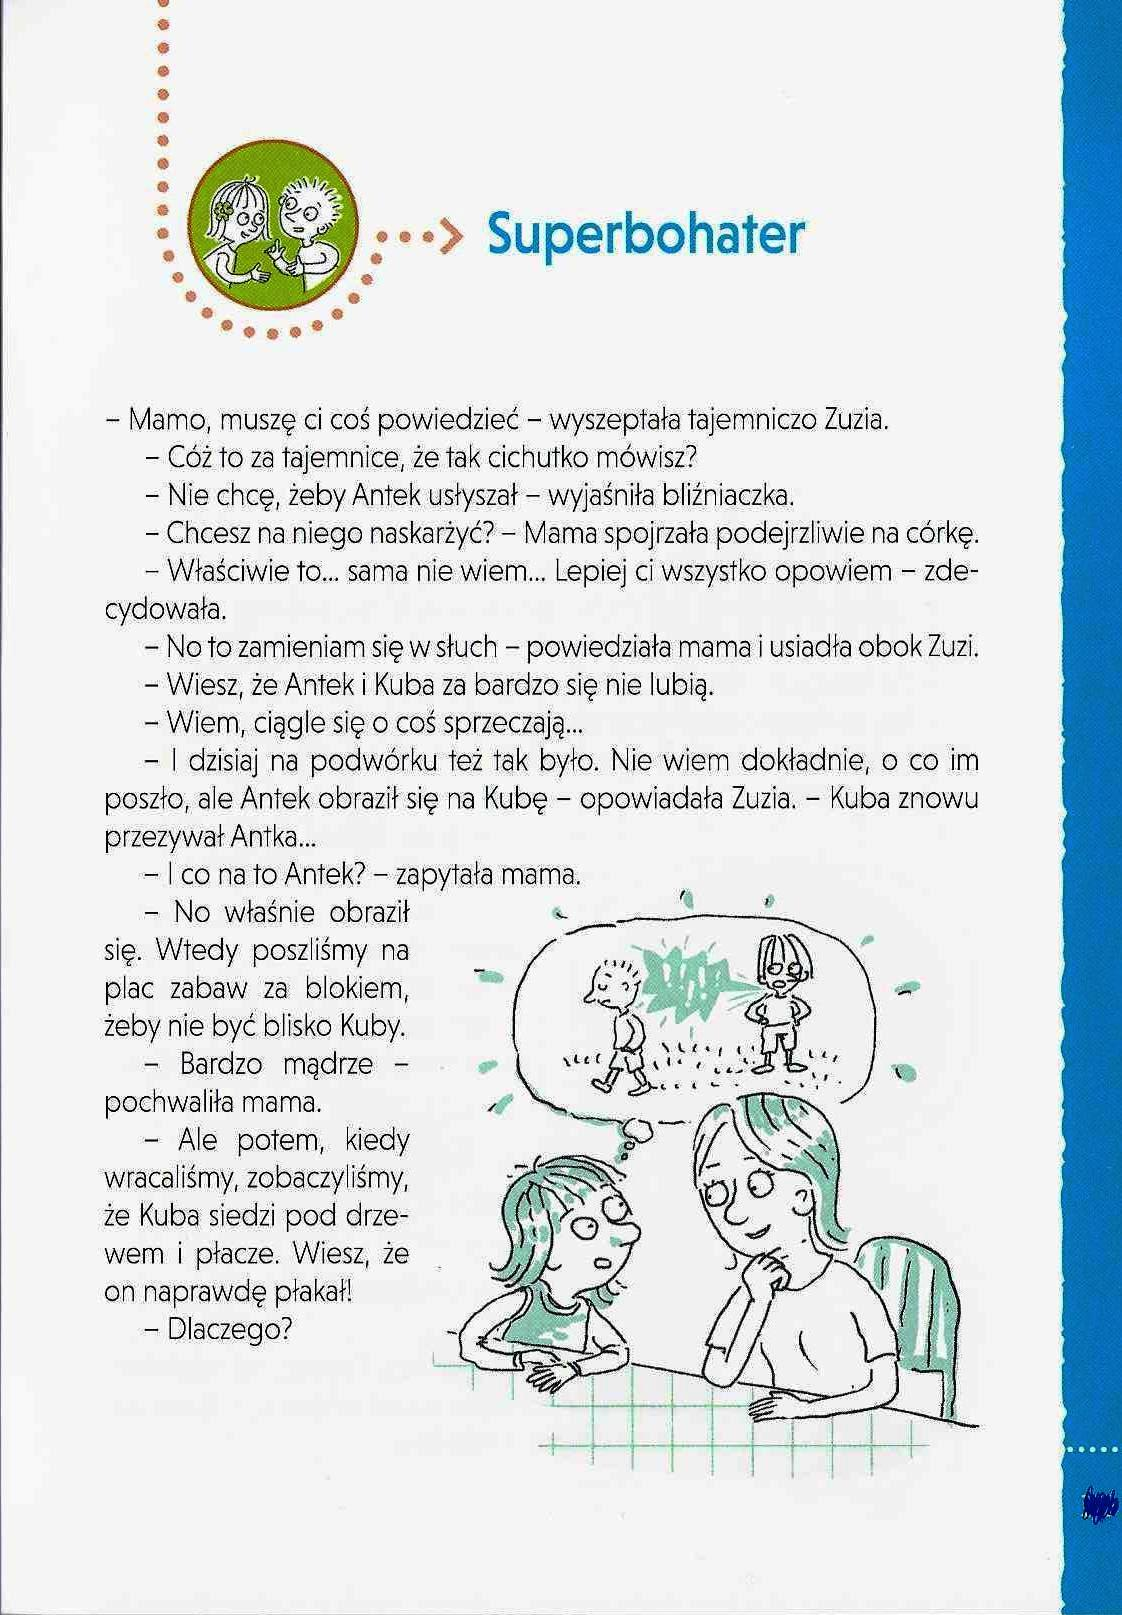 Superbohater
– Mamo, muszę ci coś powiedzieć – wyszeptała tajemniczo Zuzia.
– Cóż to za tajemnice, że tak cichutko mówisz?
– Nie chcę, żeby Antek usłyszał – wyjaśniła bliźniaczka.
– Chcesz na niego naskarżyć? – Mama spojrzała podejrzliwie na córkę.
– Właściwie to... sama nie wiem... Lepiej ci wszystko opowiem – zde-
cydowała.
– No to zamieniam się w słuch – powiedziała mama i usiadła obok Zuzi.
– Wiesz, że Antek i Kuba za bardzo się nie lubią.
– Wiem, ciągle się o coś sprzeczają...
– I dzisiaj na podwórku też tak było. Nie wiem dokładnie, o co im
poszło, ale Antek obraził się na Kubę – opowiadała Zuzia. – Kuba znowu
przezywał Antka...
– I co na to Antek? – zapytała mama.
– No właśnie obraził
się. Wtedy poszliśmy na
plac zabaw za blokiem,
żeby nie być blisko Kuby.
– Bardzo mądrze –
pochwaliła mama.
– Ale potem, kiedy
wracaliśmy, zobaczyliśmy,
że Kuba siedzi pod drze-
wem i płacze. Wiesz, że
on naprawdę płakał!
– Dlaczego?